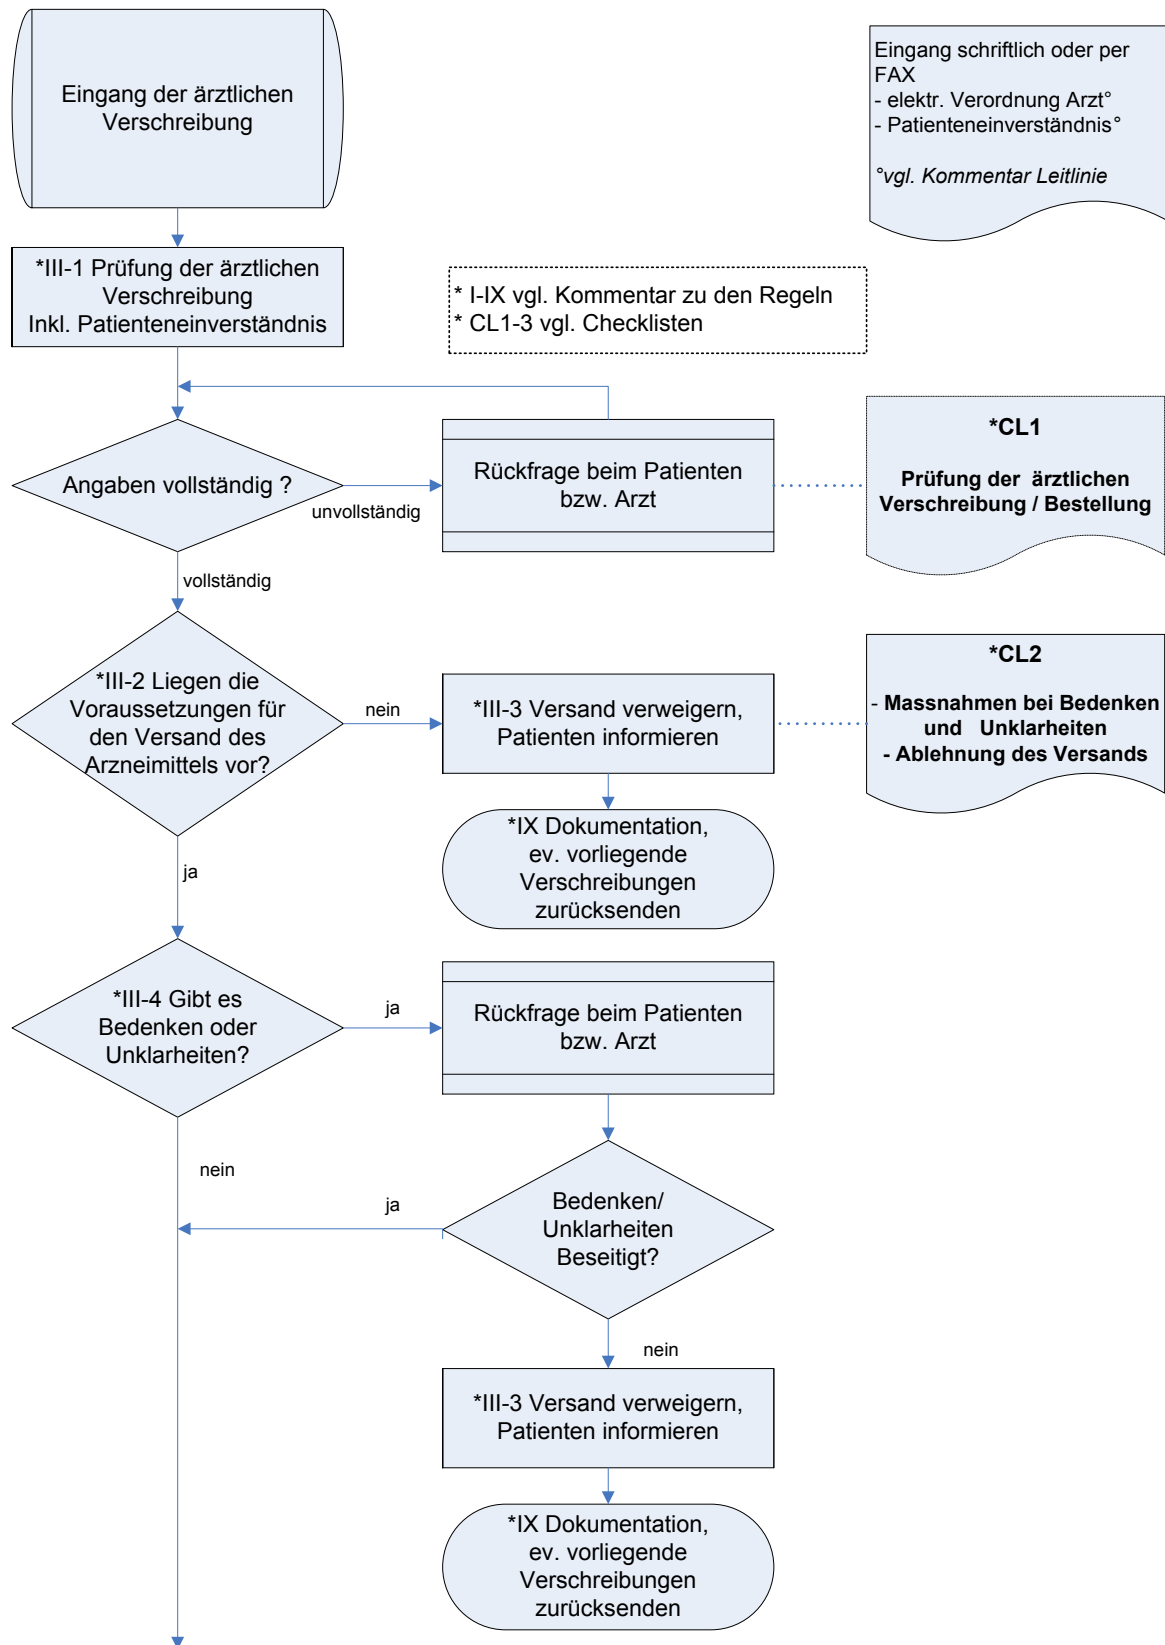 Eingang der ärztlichen
Verschreibung
Eingang schriftlich oder per
FAX
- elektr. Verordnung Arzt°
- Patienteneinverständnis°
°vgl. Kommentar Leitlinie
*III-1 Prüfung der ärztlichen
Verschreibung
Inkl. Patienteneinverständnis
* I-IX vgl. Kommentar zu den Regeln
* CL1-3 vgl. Checklisten
Angaben vollständig ?
unvollständig
Rückfrage beim Patienten
bzw. Arzt
*CL1
Prüfung der ärztlichen
Verschreibung / Bestellung
vollständig
*III-2 Liegen die
Voraussetzungen für
den Versand des
Arzneimittels vor?
nein
*III-3 Versand verweigern,
Patienten informieren
*CL2
- Massnahmen bei Bedenken
und Unklarheiten
- Ablehnung des Versands
*IX Dokumentation,
ev. vorliegende
Verschreibungen
zurücksenden
ja
*III-4 Gibt es
Bedenken oder
Unklarheiten?
ja
Rückfrage beim Patienten
bzw. Arzt
nein
ja
Bedenken/
Unklarheiten
Beseitigt?
nein
*III-3 Versand verweigern,
Patienten informieren
*IX Dokumentation,
ev. vorliegende
Verschreibungen
zurücksenden